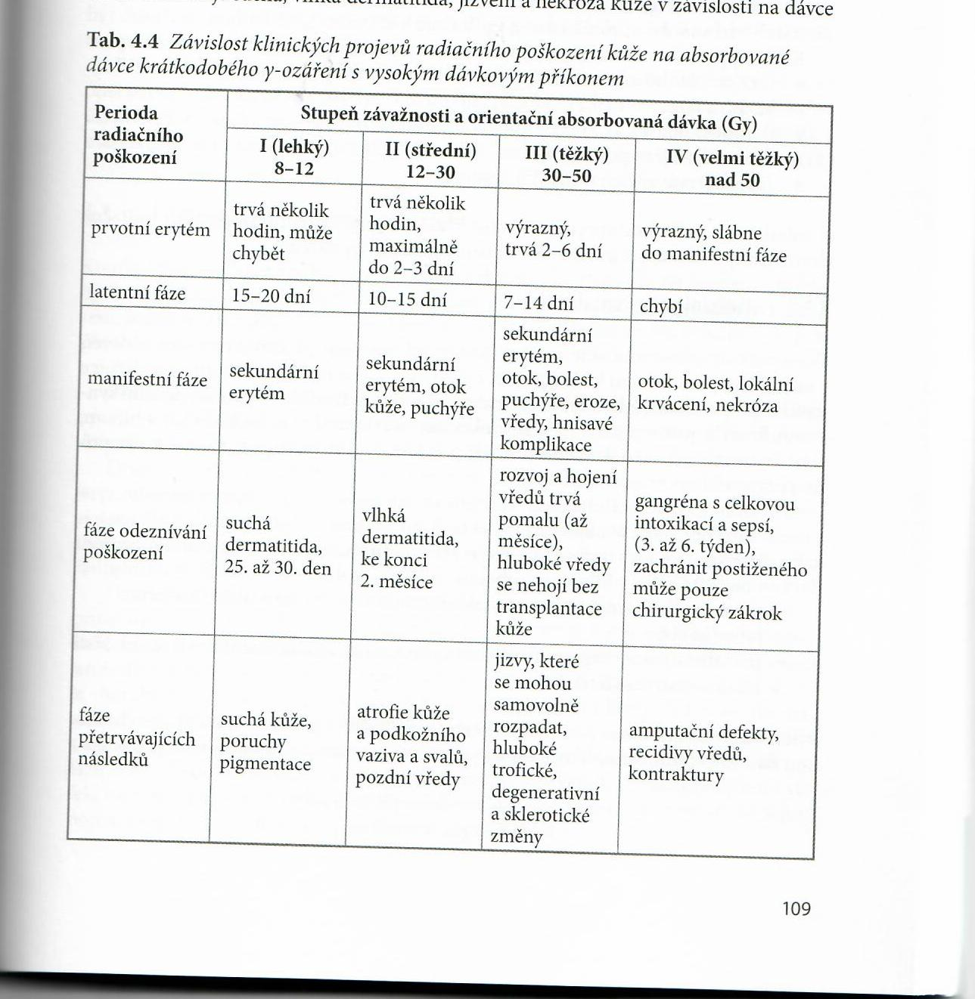 vlhká dermatitida, jizvení a nekróza kůže v závislosti na dávce
Tab. 4.4 Závislost klinických projevů radiačního poškození kůže na absorbované
dávce krátkodobého γ-ozáření s vysokým dávkovým příkonem
Perioda
radiačního
poškození
Stupeň závažnosti a orientační absorbovaná dávka (Gy)
I (lehký)
8–12
II (střední)
12–30
III (těžký)
30–50
IV (velmi těžký)
nad 50
prvotní erytém
trvá několik
hodin, může
chybět
trvá několik
hodin,
maximálně
do 2–3 dní
výrazný,
trvá 2–6 dní
výrazný, slábne
do manifestní fáze
latentní fáze
15–20 dní
10–15 dní
7–14 dní
chybí
manifestní fáze
sekundární
erytém
sekundární
erytém, otok
kůže, puchýře
sekundární
erytém,
otok, bolest,
puchýře, eroze,
vředy, hnisavé
komplikace
otok, bolest, lokální
krvácení, nekróza
fáze odeznívání
poškození
suchá
dermatitida,
25. až 30. den
vlhká
dermatitida,
ke konci
2. měsíce
rozvoj a hojení
vředů trvá
pomalu (až
měsíce),
hluboké vředy
se nehojí bez
transplantace
kůže
gangréna s celkovou
intoxikací a sepsí,
(3. až 6. týden),
zachránit postiženého
může pouze
chirurgický zákrok
fáze
přetrvávajících
následků
suchá kůže,
poruchy
pigmentace
atrofie kůže
a podkožního
vaziva a svalů,
pozdní vředy
jizvy, které
se mohou
samovolně
rozpadat,
hluboké
trofické,
degenerativní
a sklerotické
změny
amputační defekty,
recidivy vředů,
kontraktury
109